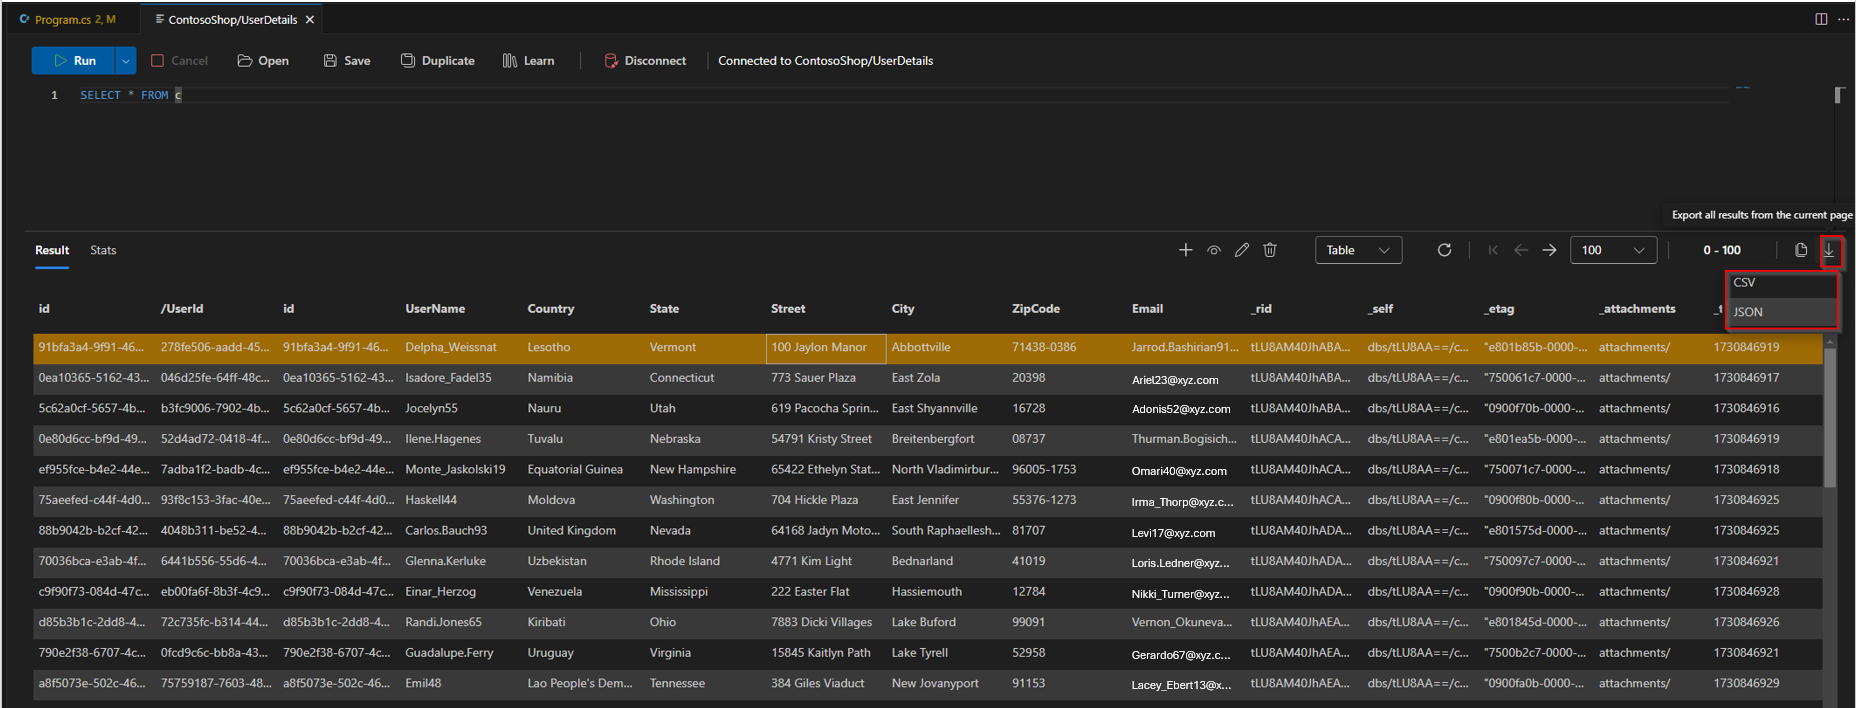 Program.cs 2, M
ContosoShop/UserDetails
Run Cancel Open Save Duplicate Learn Disconnect Connected to ContosoShop/UserDetails
1 SELECT * FROM c
Export all results from the current page
Result Stats Table 100 0 - 100
CSV
JSON
id /UserId id UserName Country State Street City ZipCode Email _rid _self _etag _attachments _t
91bfa3a4-9f91-46... 278fe506-aadd-45... 91bfa3a4-9f91-46... Delpha_Weissnat Lesotho Vermont 100 Jaylon Manor Abbottville 71438-0386 Jarrod.Bashirian91... tLU8AM40JhABA... dbs/tLU8AA==/c... "e801b85b-0000-... attachments/ 1730846919
0ea10365-5162-43... 046d25fe-64ff-48c... 0ea10365-5162-43... Isadore_Fadel35 Namibia Connecticut 773 Sauer Plaza East Zola 20398 Ariel23@xyz.com tLU8AM40JhABA... dbs/tLU8AA==/c... "750061c7-0000-... attachments/ 1730846917
5c62a0cf-5657-4b... b3fc9006-7902-4b... 5c62a0cf-5657-4b... Jocelyn55 Nauru Utah 619 Pacocha Sprin... East Shyannville 16728 Adonis52@xyz.com tLU8AM40JhABA... dbs/tLU8AA==/c... "0900f70b-0000-... attachments/ 1730846916
0e80d6cc-bf9d-49... 52d4ad72-0418-4f... 0e80d6cc-bf9d-49... Ilene.Hagenes Tuvalu Nebraska 54791 Kristy Street Breitenbergfort 08737 Thurman.Bogisich... tLU8AM40JhACA... dbs/tLU8AA==/c... "e801ea5b-0000-... attachments/ 1730846919
ef955fce-b4e2-44e... 7adba1f2-badb-4c... ef955fce-b4e2-44e... Monte_Jaskolski19 Equatorial Guinea New Hampshire 65422 Ethelyn Stat... North Vladimirbur... 96005-1753 Omari40@xyz.com tLU8AM40JhACA... dbs/tLU8AA==/c... "750071c7-0000-... attachments/ 1730846918
75aeefed-c44f-4d0... 93f8c153-3fac-40e... 75aeefed-c44f-4d0... Haskell44 Moldova Washington 704 Hickle Plaza East Jennifer 55376-1273 Irma_Thorp@xyz.c... tLU8AM40JhACA... dbs/tLU8AA==/c... "0900f80b-0000-... attachments/ 1730846925
88b9042b-b2cf-42... 4048b311-be52-4... 88b9042b-b2cf-42... Carlos.Bauch93 United Kingdom Nevada 64168 Jadyn Moto... South Raphaellesh... 81707 Levi17@xyz.com tLU8AM40JhADA... dbs/tLU8AA==/c... "e801575d-0000-... attachments/ 1730846925
70036bca-e3ab-4f... 6441b556-55d6-4... 70036bca-e3ab-4f... Glenna.Kerluke Uzbekistan Rhode Island 4771 Kim Light Bednarland 41019 Loris.Ledner@xyz... tLU8AM40JhADA... dbs/tLU8AA==/c... "750097c7-0000-... attachments/ 1730846921
c9f90f73-084d-47c... eb00fa6f-8b3f-4c9... c9f90f73-084d-47c... Einar_Herzog Venezuela Mississippi 222 Easter Flat Hassiemouth 12784 Nikki_Turner@xyz... tLU8AM40JhADA... dbs/tLU8AA==/c... "0900f90b-0000-... attachments/ 1730846928
d85b3b1c-2dd8-4... 72c735fc-b314-44... d85b3b1c-2dd8-4... RandiJones65 Kiribati Ohio 7883 Dicki Villages Lake Buford 99091 Vernon_Okuneva... tLU8AM40JhAEA... dbs/tLU8AA==/c... "e801845d-0000-... attachments/ 1730846926
790e2f38-6707-4c... 0fcd9c6c-bb8a-43... 790e2f38-6707-4c... Guadalupe.Ferry Uruguay Virginia 15845 Kaitlyn Path Lake Tyrell 52958 Gerardo67@xyz.c... tLU8AM40JhAEA... dbs/tLU8AA==/c... "7500b2c7-0000-... attachments/ 1730846921
a8f5073e-502c-46... 75759187-7603-48... a8f5073e-502c-46... Emil48 Lao People's Dem... Tennessee 384 Giles Viaduct New Jovanyport 91153 Lacey_Ebert13@x... tLU8AM40JhAEA... dbs/tLU8AA==/c... "0900fa0b-0000-... attachments/ 1730846929